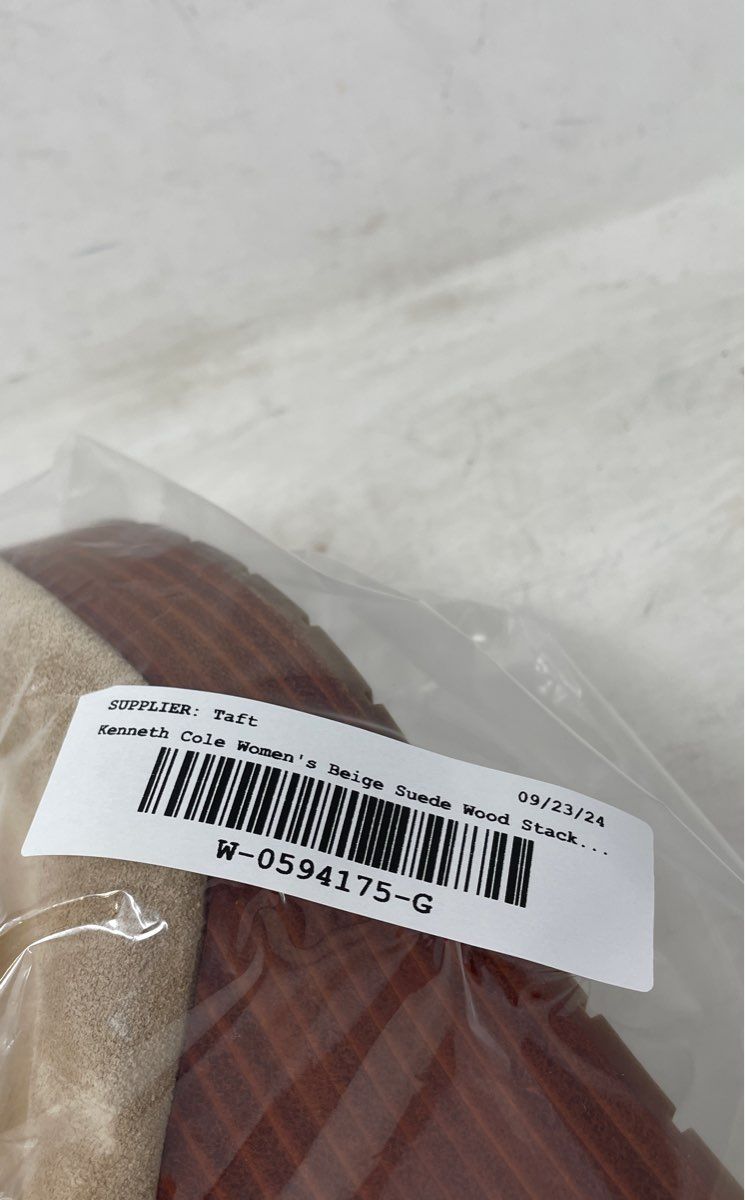 SUPPLIER: Taft
09/23/24
Kenneth Cole Women's Beige Suede Wood Stack...
W-0594175-G